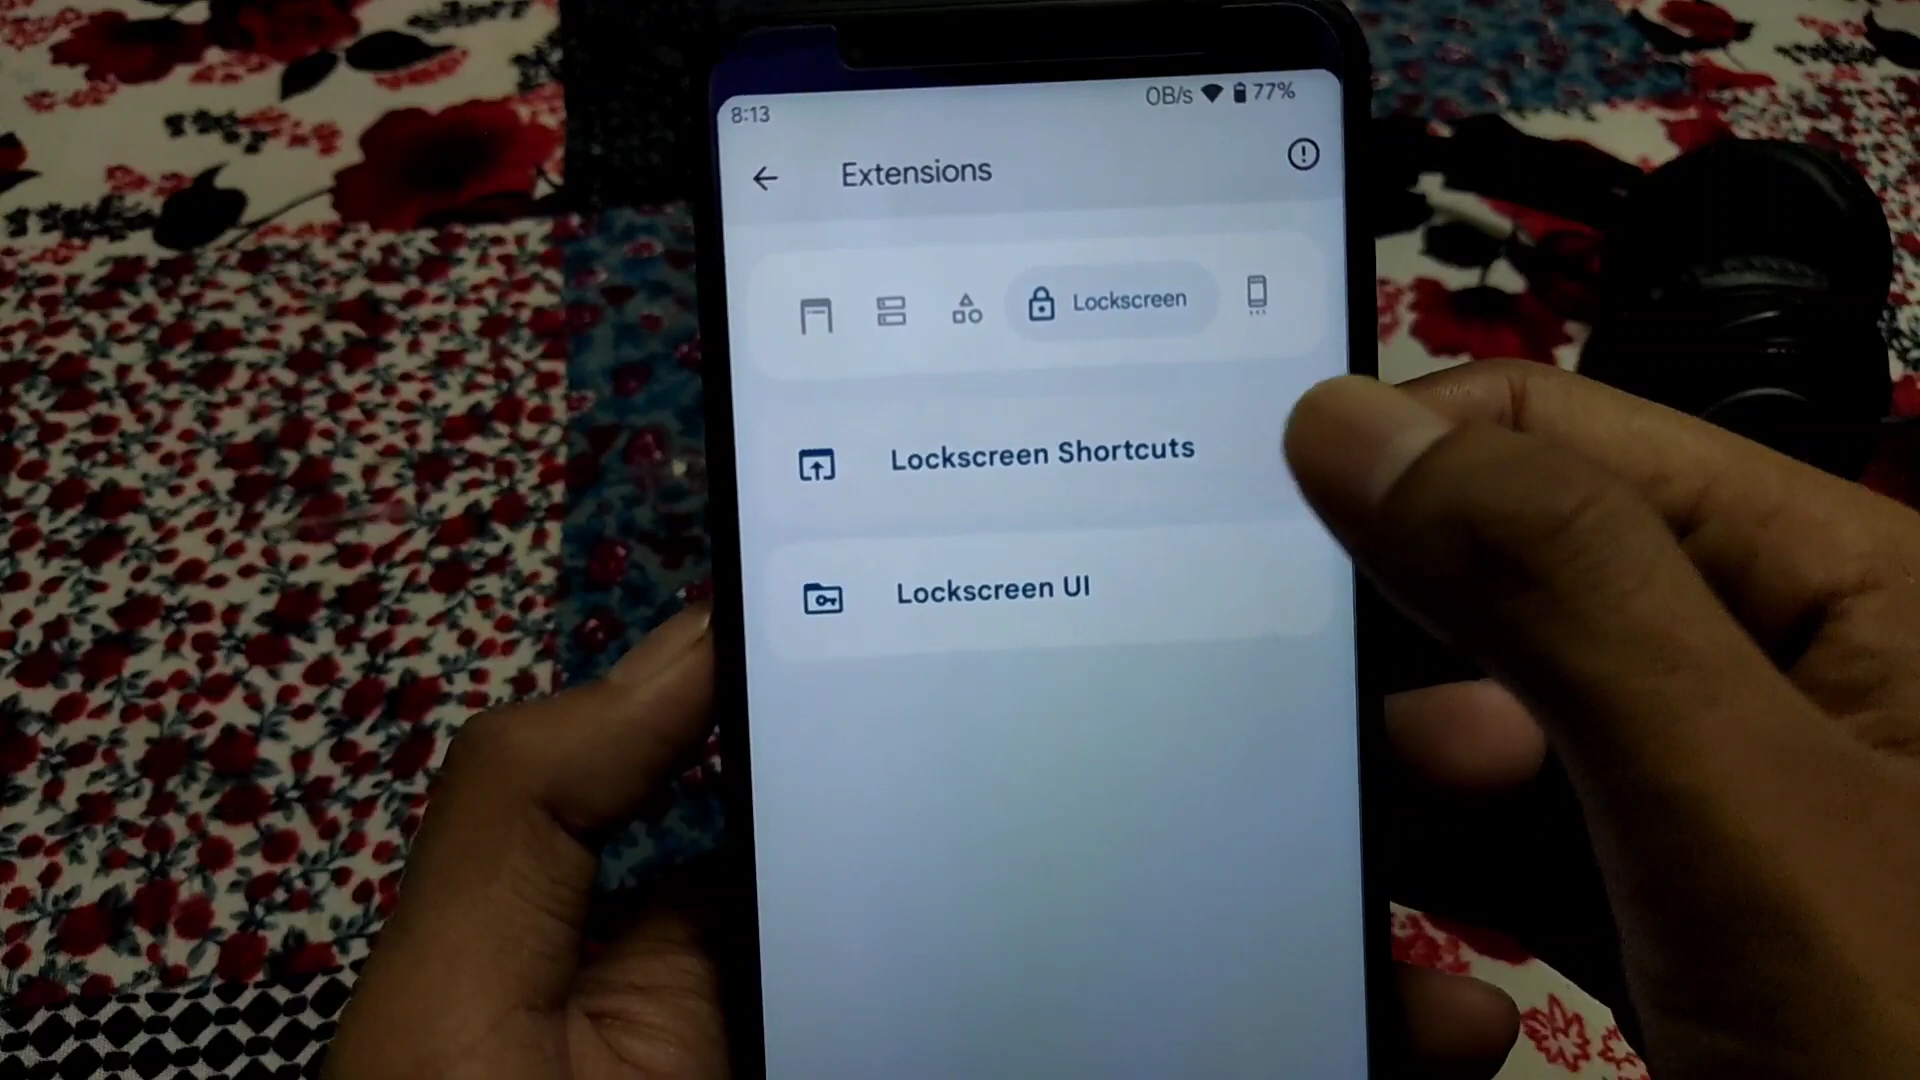 8:13
0B/s 77%
Extensions
Lockscreen
Lockscreen Shortcuts
Lockscreen UI